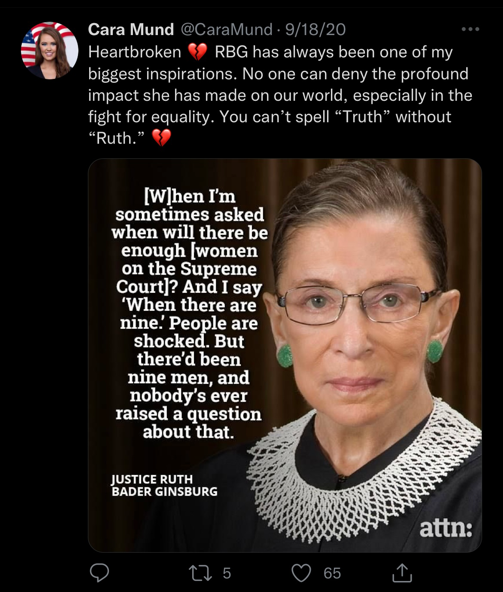 Cara Mund @CaraMund · 9/18/20
Heartbroken 💔 RBG has always been one of my
biggest inspirations. No one can deny the profound
impact she has made on our world, especially in the
fight for equality. You can’t spell “Truth” without
“Ruth.” 💔
[W]hen I’m
sometimes asked
when will there be
enough [women
on the Supreme
Court]? And I say
‘When there are
nine.’ People are
shocked. But
there’d been
nine men, and
nobody’s ever
raised a question
about that.
JUSTICE RUTH
BADER GINSBURG
attn:
5 65